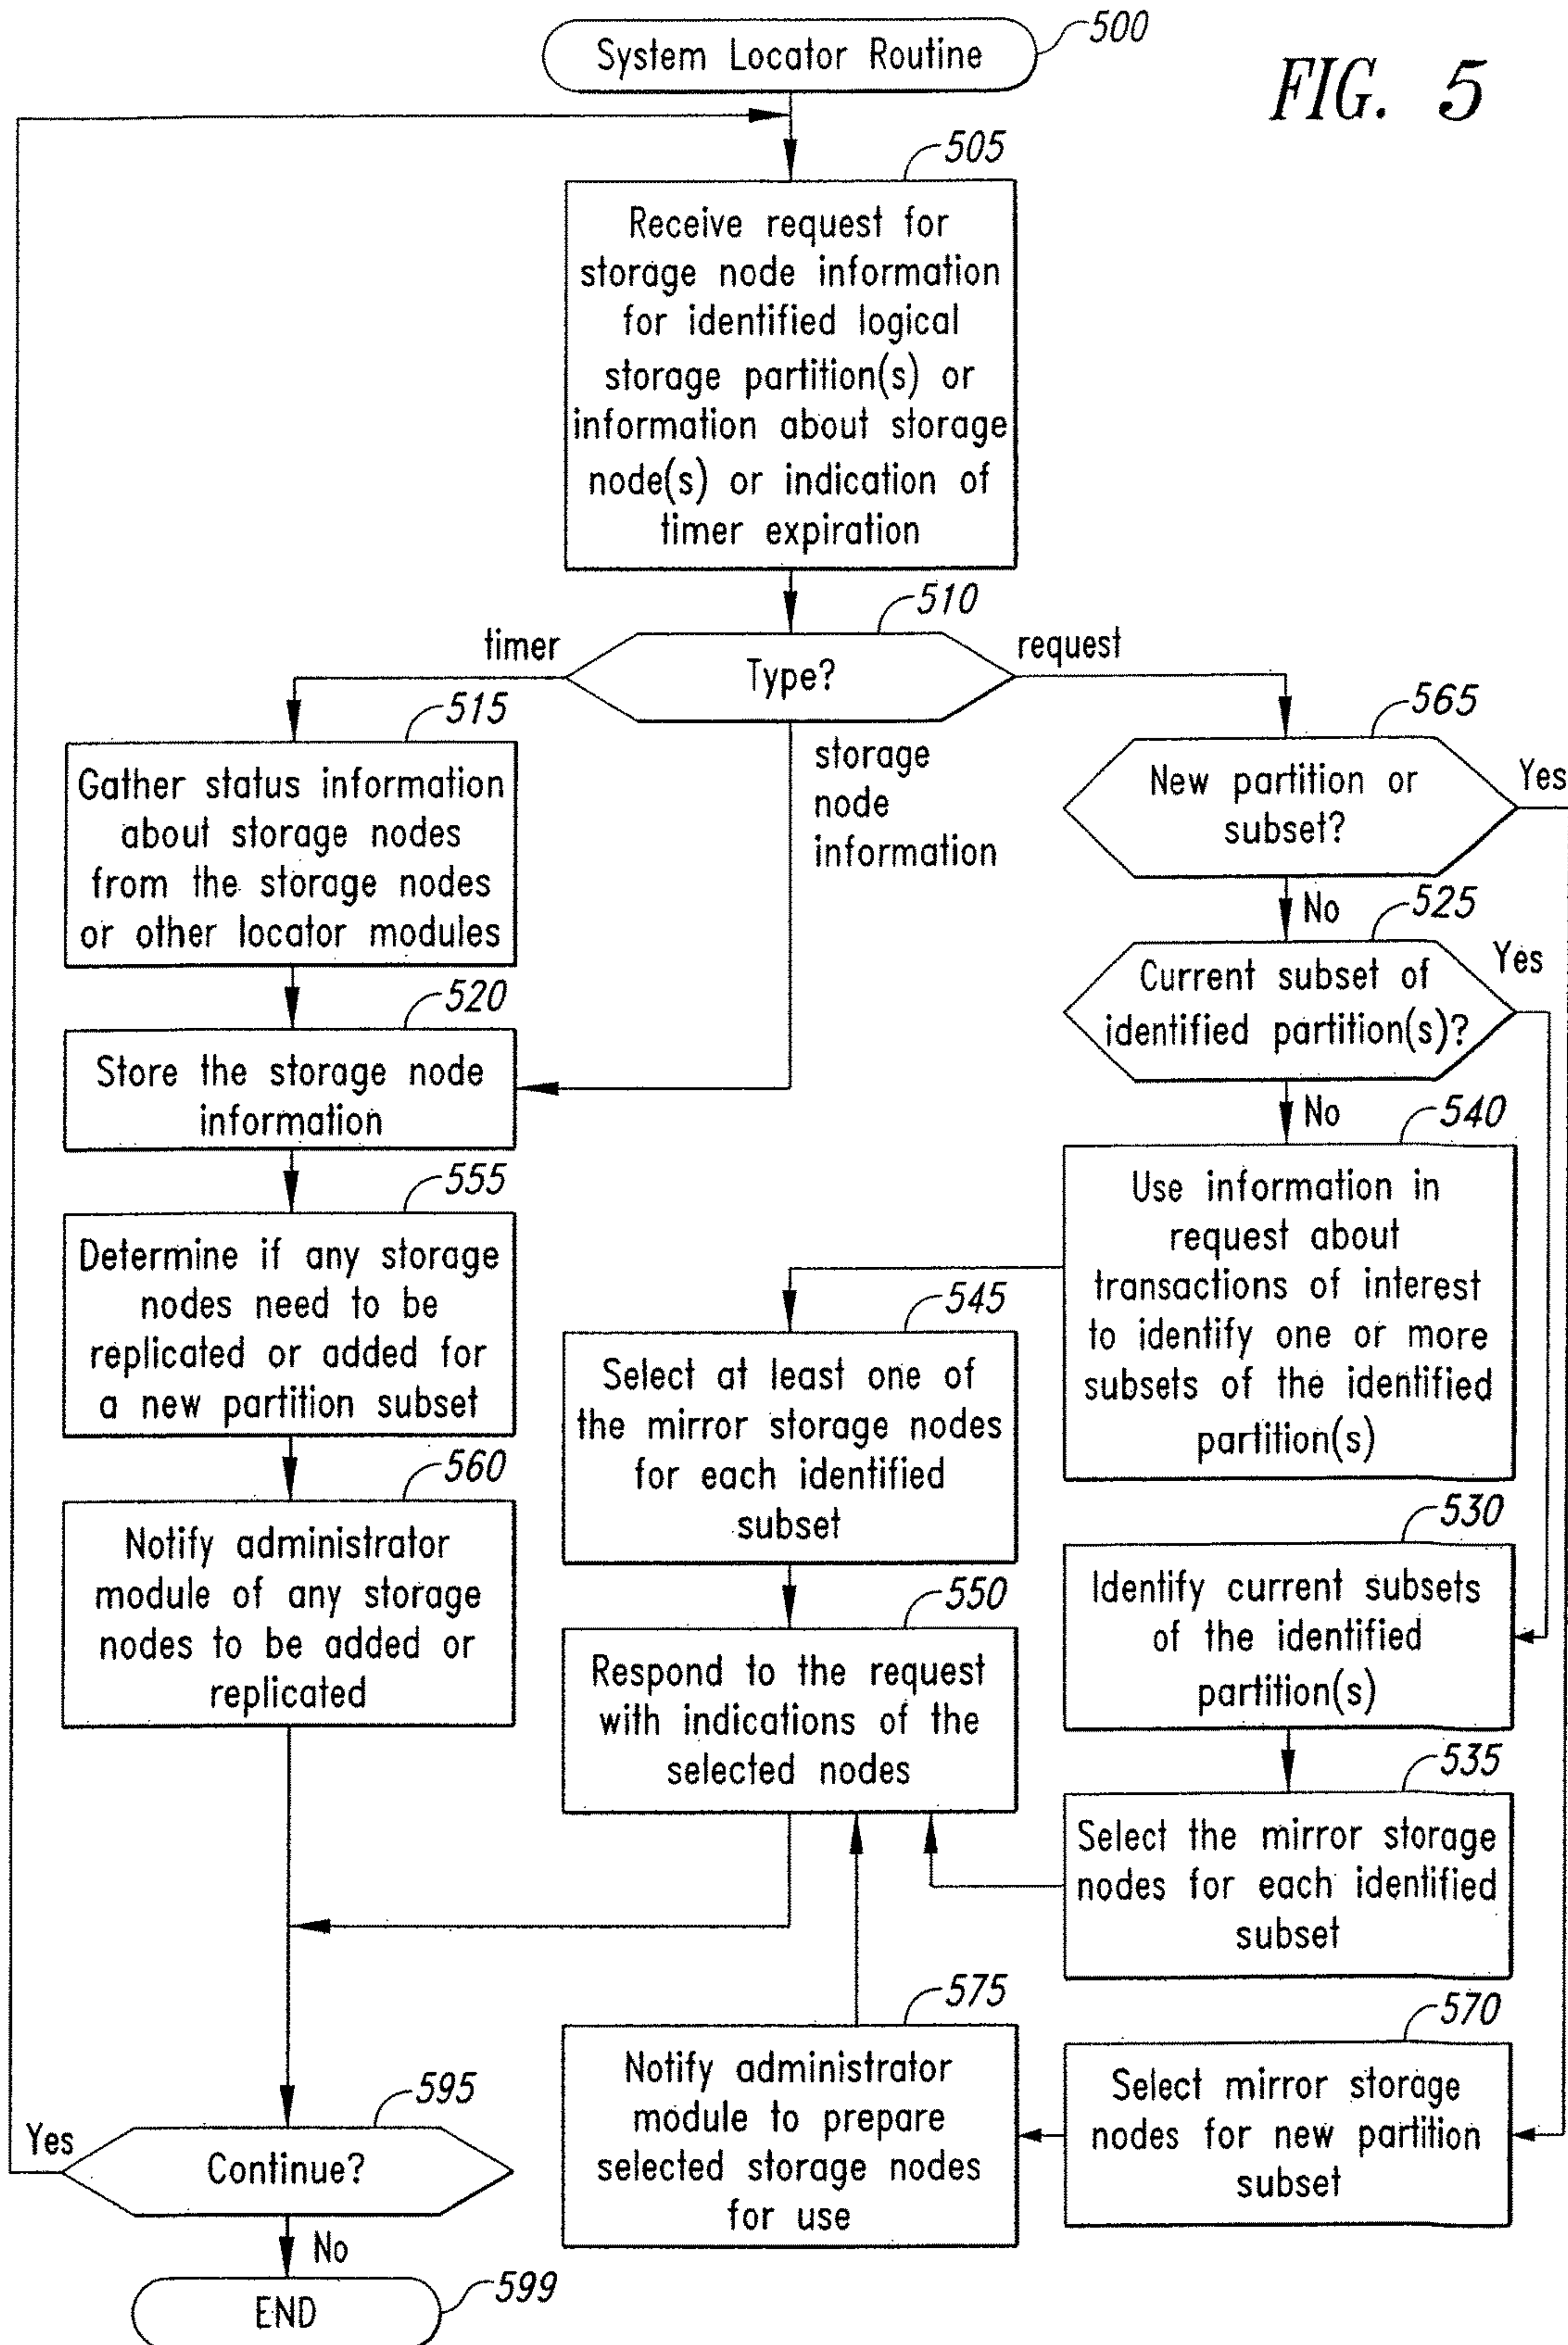 System Locator Routine
500
FIG. 5
505
Receive request for
storage node information
for identified logical
storage partition(s) or
information about storage
node(s) or indication of
timer expiration
510
timer
Type?
request
515
Gather status information
about storage nodes
from the storage nodes
or other locator modules
storage
node
information
565
New partition or
subset?
Yes
No
525
Current subset of
identified partition(s)?
Yes
No
520
Store the storage node
information
540
Use information in
request about
transactions of interest
to identify one or more
subsets of the identified
partition(s)
555
Determine if any storage
nodes need to be
replicated or added for
a new partition subset
545
Select at least one of
the mirror storage nodes
for each identified
subset
560
Notify administrator
module of any storage
nodes to be added or
replicated
530
Identify current subsets
of the identified
partition(s)
550
Respond to the request
with indications of the
selected nodes
535
Select the mirror storage
nodes for each identified
subset
575
Notify administrator
module to prepare
selected storage nodes
for use
570
Select mirror storage
nodes for new partition
subset
595
Yes
Continue?
No
END
599